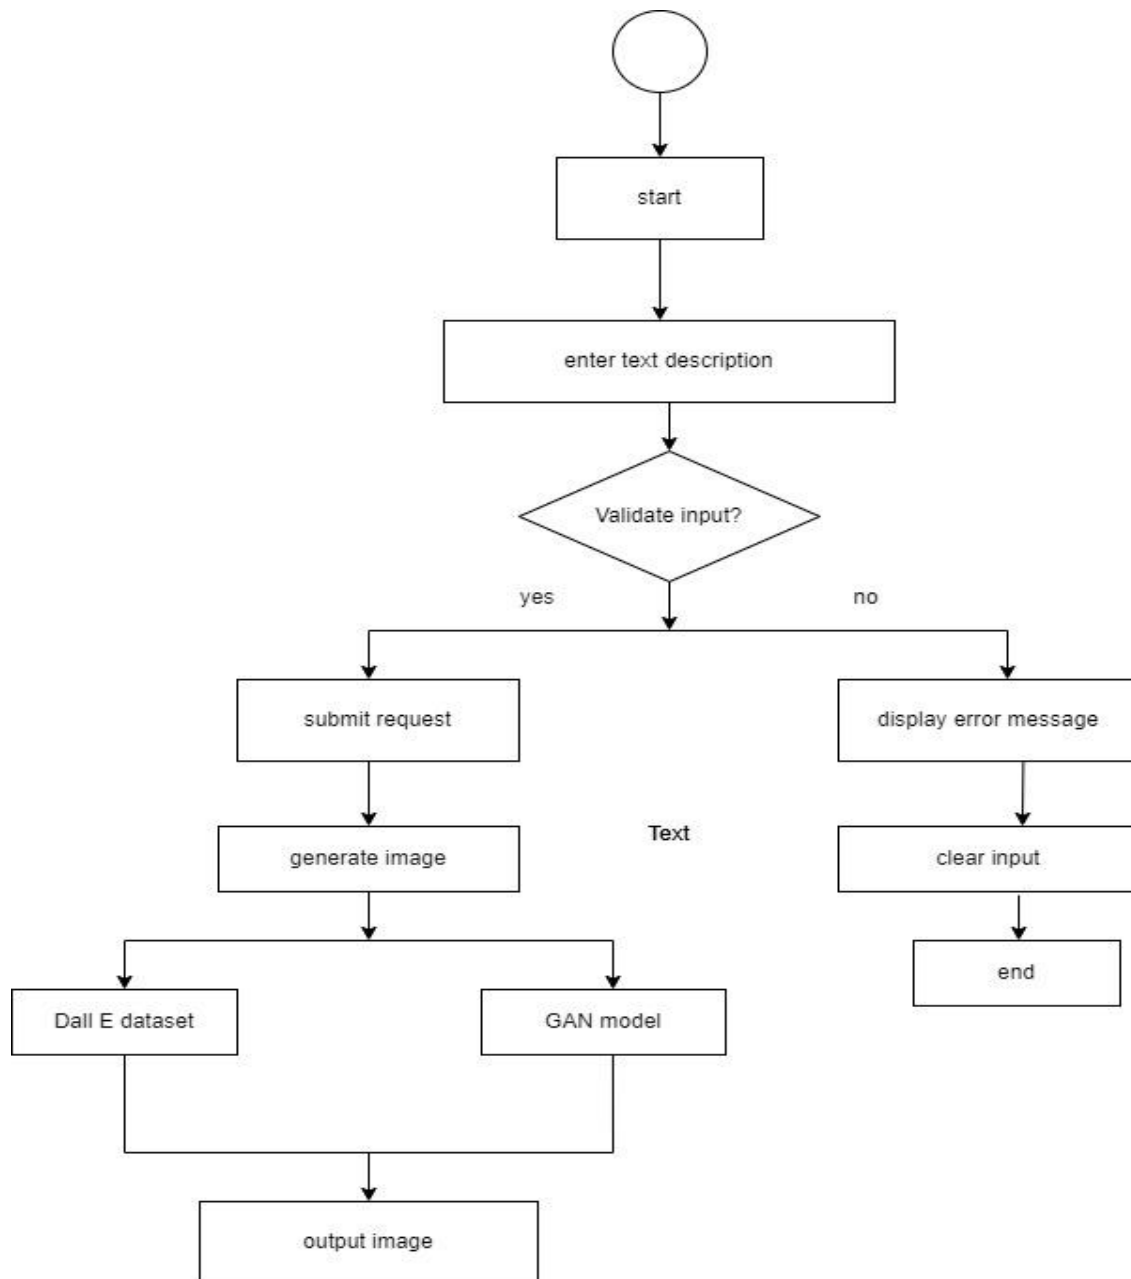 start
enter text description
Validate input?
yes
no
submit request
display error message
Text
generate image
clear input
end
Dall E dataset
GAN model
output image